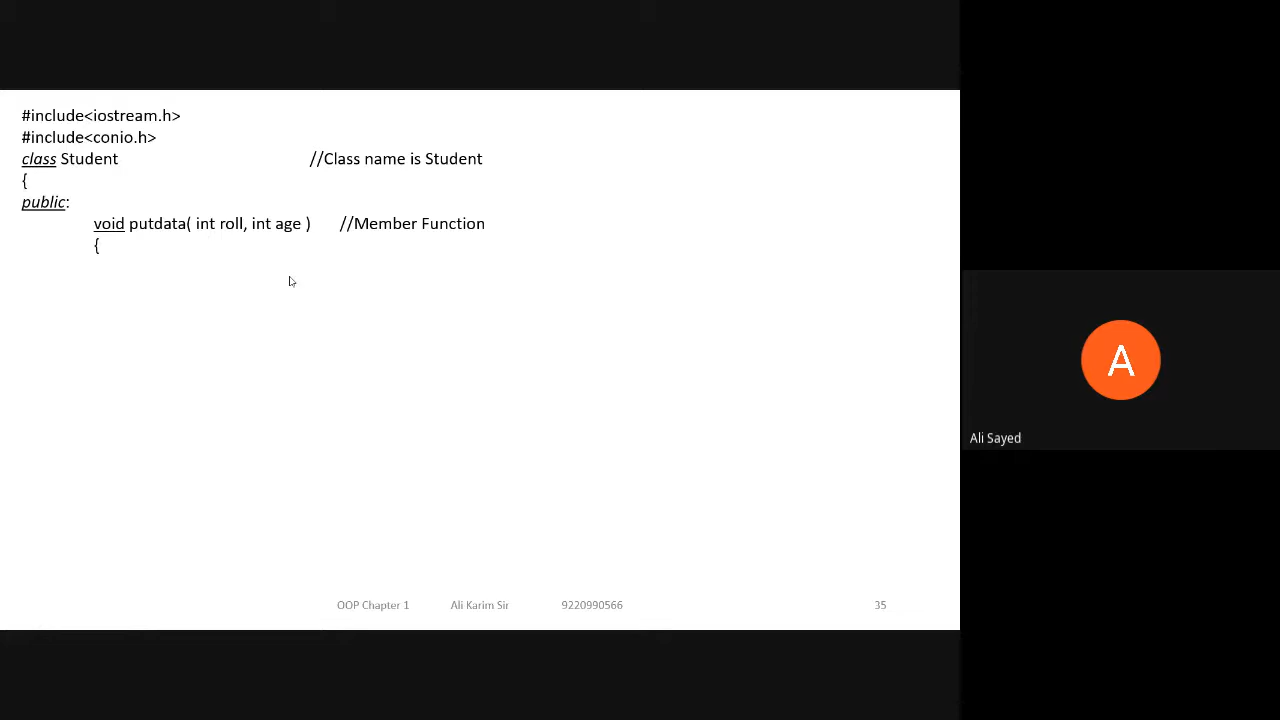 #include<iostream.h>
#include<conio.h>
class Student //Class name is Student
{
public:
void putdata( int roll, int age ) //Member Function
{
A
Ali Sayed
OOP Chapter 1 Ali Karim Sir 9220990566 35